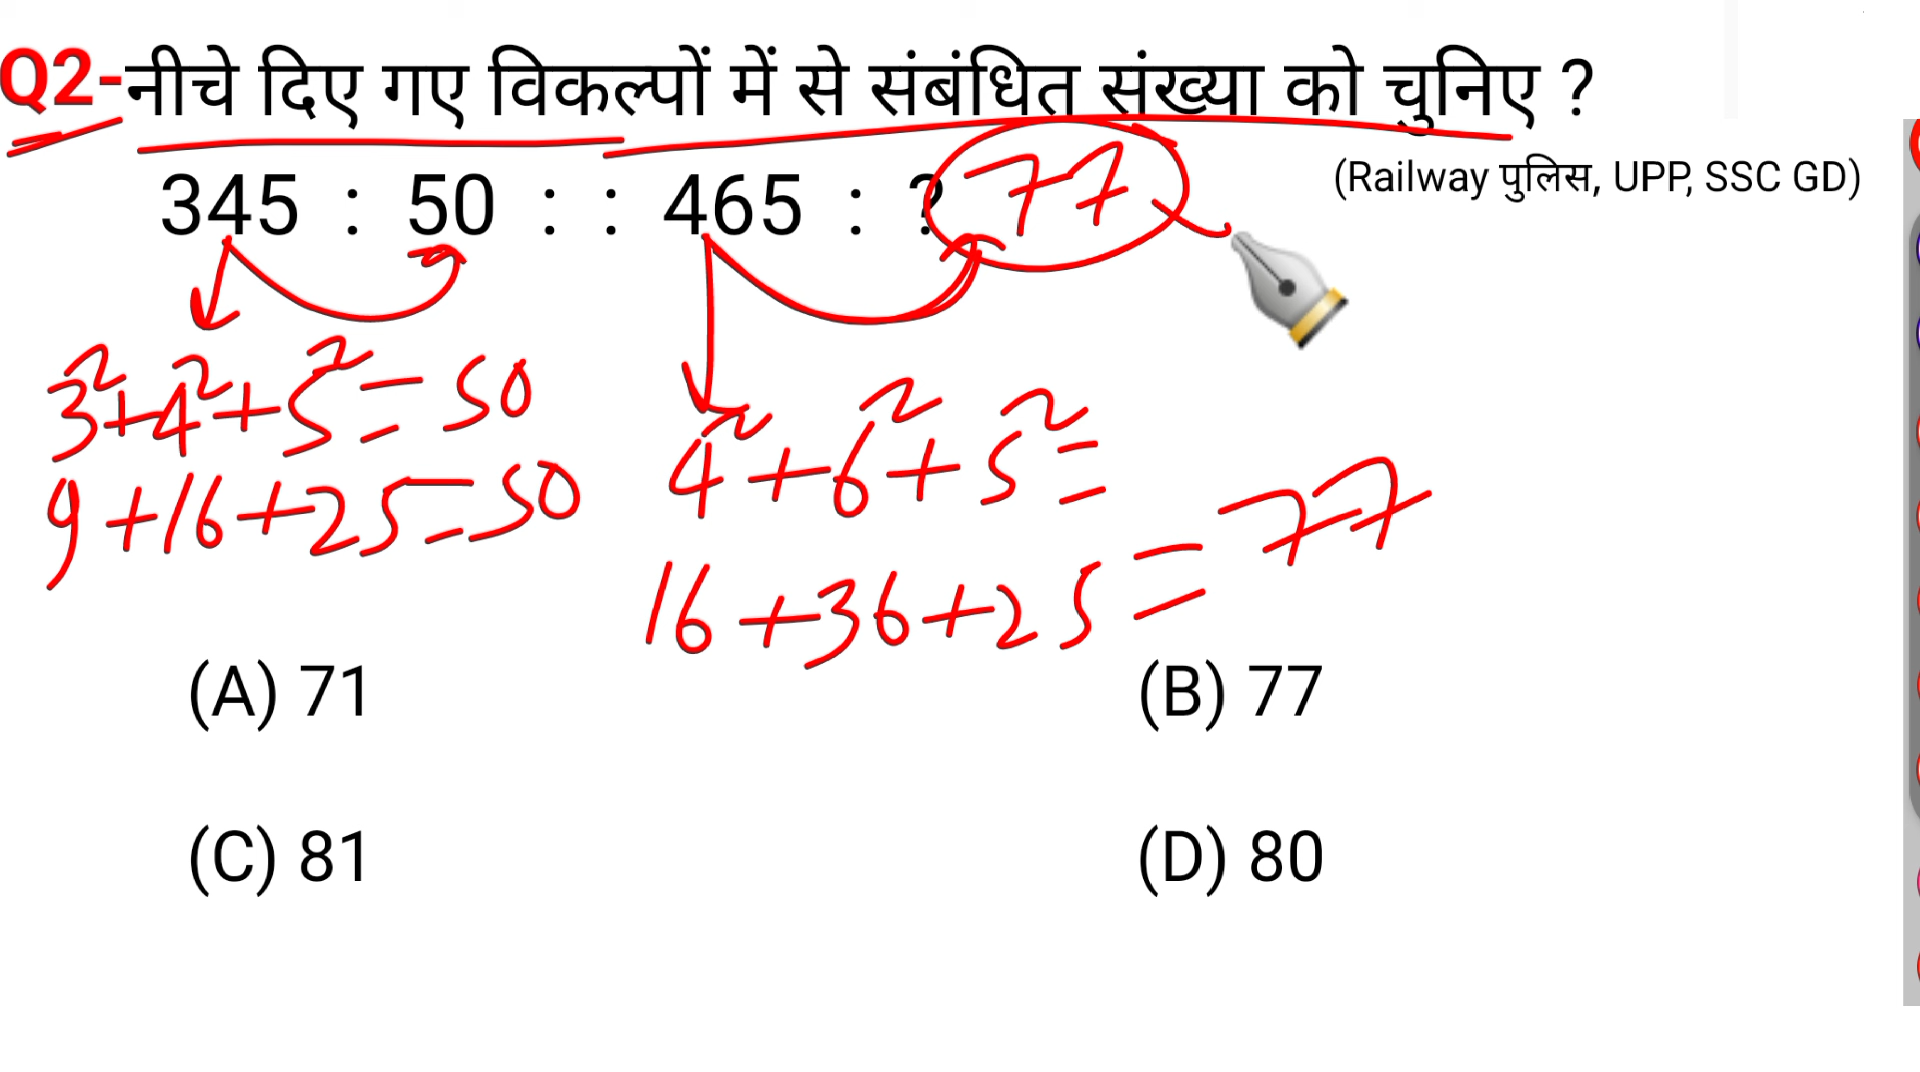 Q2-नीचे दिए गए विकल्पों में से संबंधित संख्या को चुनिए ?
345 : 50 : : 465 : ? 77
(Railway पुलिस, UPP, SSC GD)
3²+4²+5²=50
9+16+25=50
4²+6²+5²=
16+36+25=77
(A) 71
(B) 77
(C) 81
(D) 80